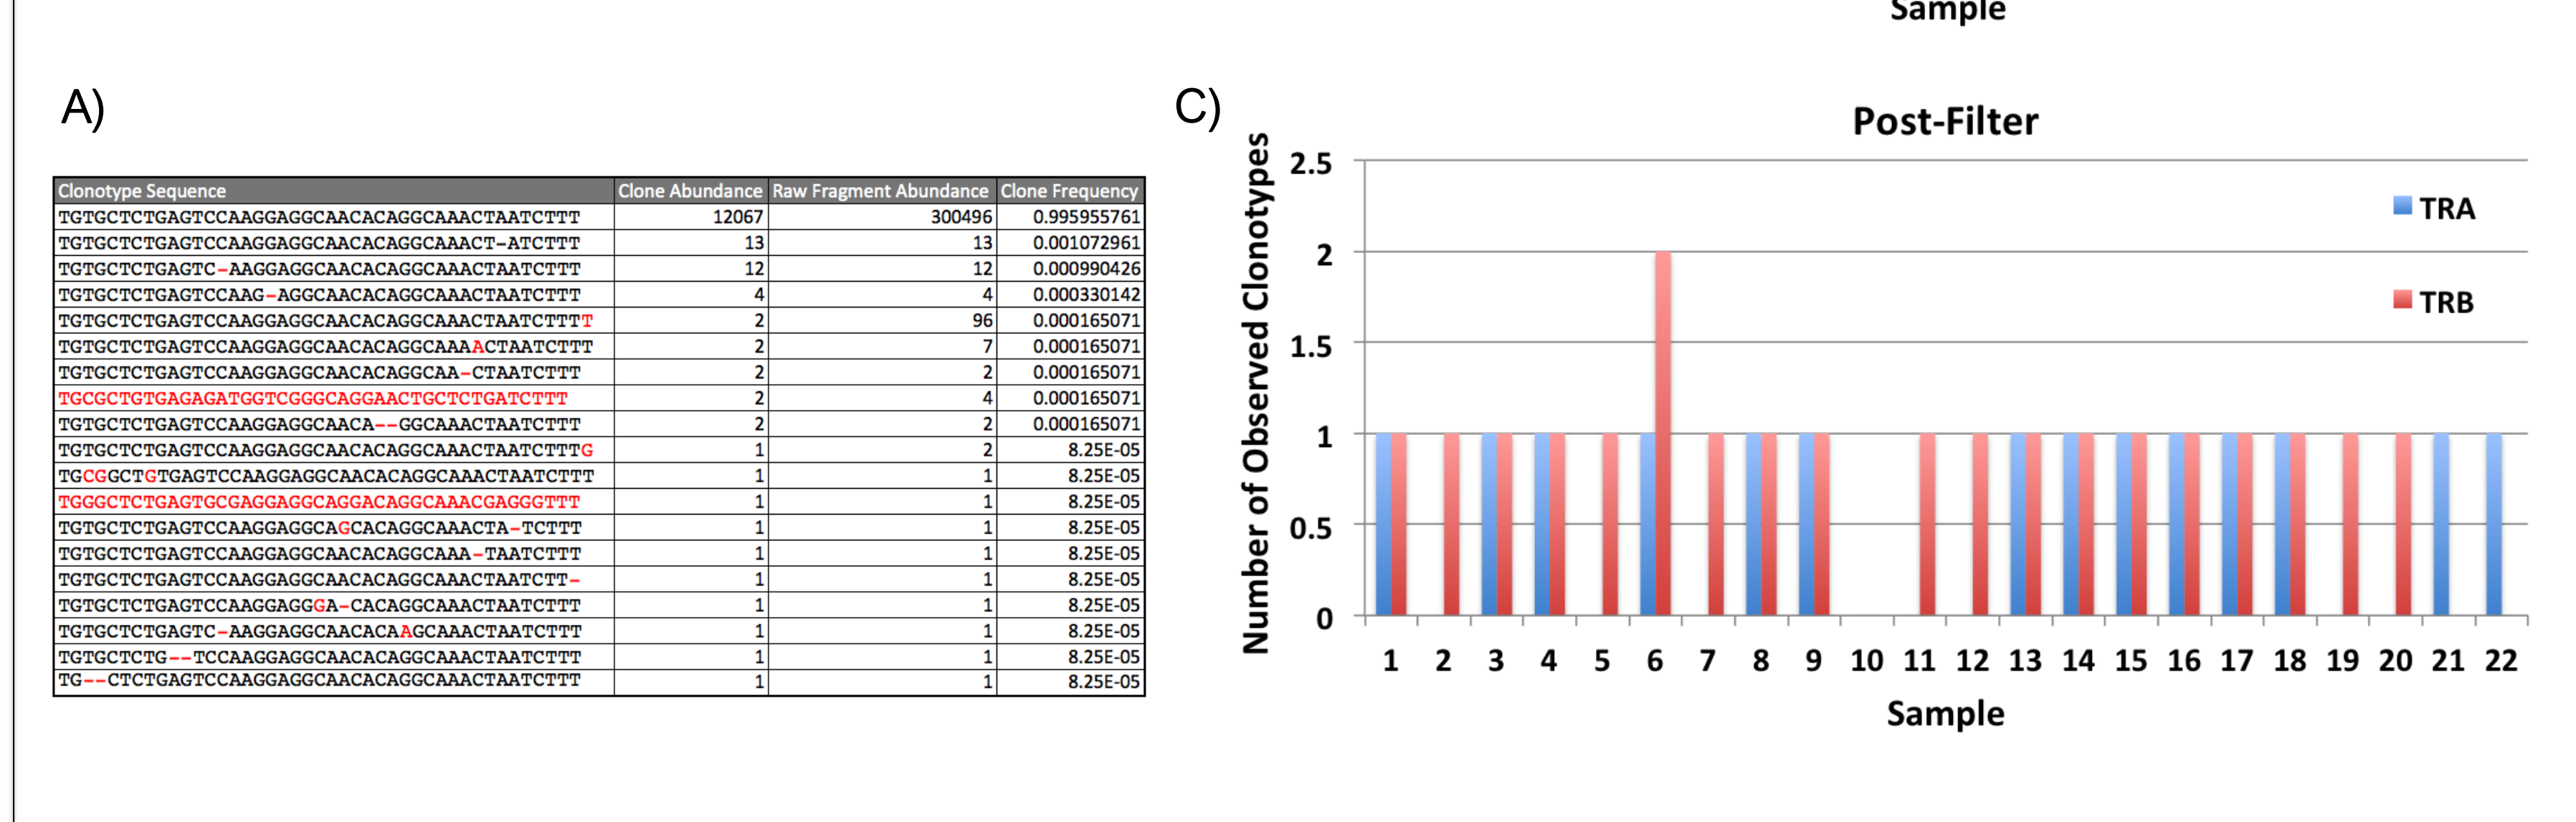 Sample
A)
Clonotype Sequence Clone Abundance Raw Fragment Abundance Clone Frequency
TGTGCTCTGAGTCCAAGGAGGCAACACAGGCAAACTAATCTTT 12067 300496 0.995955761
TGTGCTCTGAGTCCAAGGAGGCAACACAGGCAAACT-ATCTTT 13 13 0.001072961
TGTGCTCTGAGTC-AAGGAGGCAACACAGGCAAACTAATCTTT 12 12 0.000990426
TGTGCTCTGAGTCCAAG-AGGCAACACAGGCAAACTAATCTTT 4 4 0.000330142
TGTGCTCTGAGTCCAAGGAGGCAACACAGGCAAACTAATCTTTT 2 96 0.000165071
TGTGCTCTGAGTCCAAGGAGGCAACACAGGCAAAACTAATCTTT 2 7 0.000165071
TGTGCTCTGAGTCCAAGGAGGCAACACAGGCAA-CTAATCTTT 2 2 0.000165071
TGCGCTGTGAGAGATGGTCGGGCAGGAACTGCTCTGATCTTT 2 4 0.000165071
TGTGCTCTGAGTCCAAGGAGGCAACA--GGCAAACTAATCTTT 2 2 0.000165071
TGTGCTCTGAGTCCAAGGAGGCAACACAGGCAAACTAATCTTTG 1 2 8.25E-05
TGCGGCTGTGAGTCCAAGGAGGCAACACAGGCAAACTAATCTTT 1 1 8.25E-05
TGGGCTCTGAGTGCGAGGAGGCAGGACAGGCAAACGAGGGTTT 1 1 8.25E-05
TGTGCTCTGAGTCCAAGGAGGCAGCACAGGCAAACTA-TCTTT 1 1 8.25E-05
TGTGCTCTGAGTCCAAGGAGGCAACACAGGCAAA-TAATCTTT 1 1 8.25E-05
TGTGCTCTGAGTCCAAGGAGGCAACACAGGCAAACTAATCTT- 1 1 8.25E-05
TGTGCTCTGAGTCCAAGGAGGGA-CACAGGCAAACTAATCTTT 1 1 8.25E-05
TGTGCTCTGAGTC-AAGGAGGCAACACAAGCAAACTAATCTTT 1 1 8.25E-05
TGTGCTCTG--TCCAAGGAGGCAACACAGGCAAACTAATCTTT 1 1 8.25E-05
TG--CTCTGAGTCCAAGGAGGCAACACAGGCAAACTAATCTTT 1 1 8.25E-05
C)
Post-Filter
Number of Observed Clonotypes
2.5
2
1.5
1
0.5
0
TRA
TRB
1 2 3 4 5 6 7 8 9 10 11 12 13 14 15 16 17 18 19 20 21 22
Sample